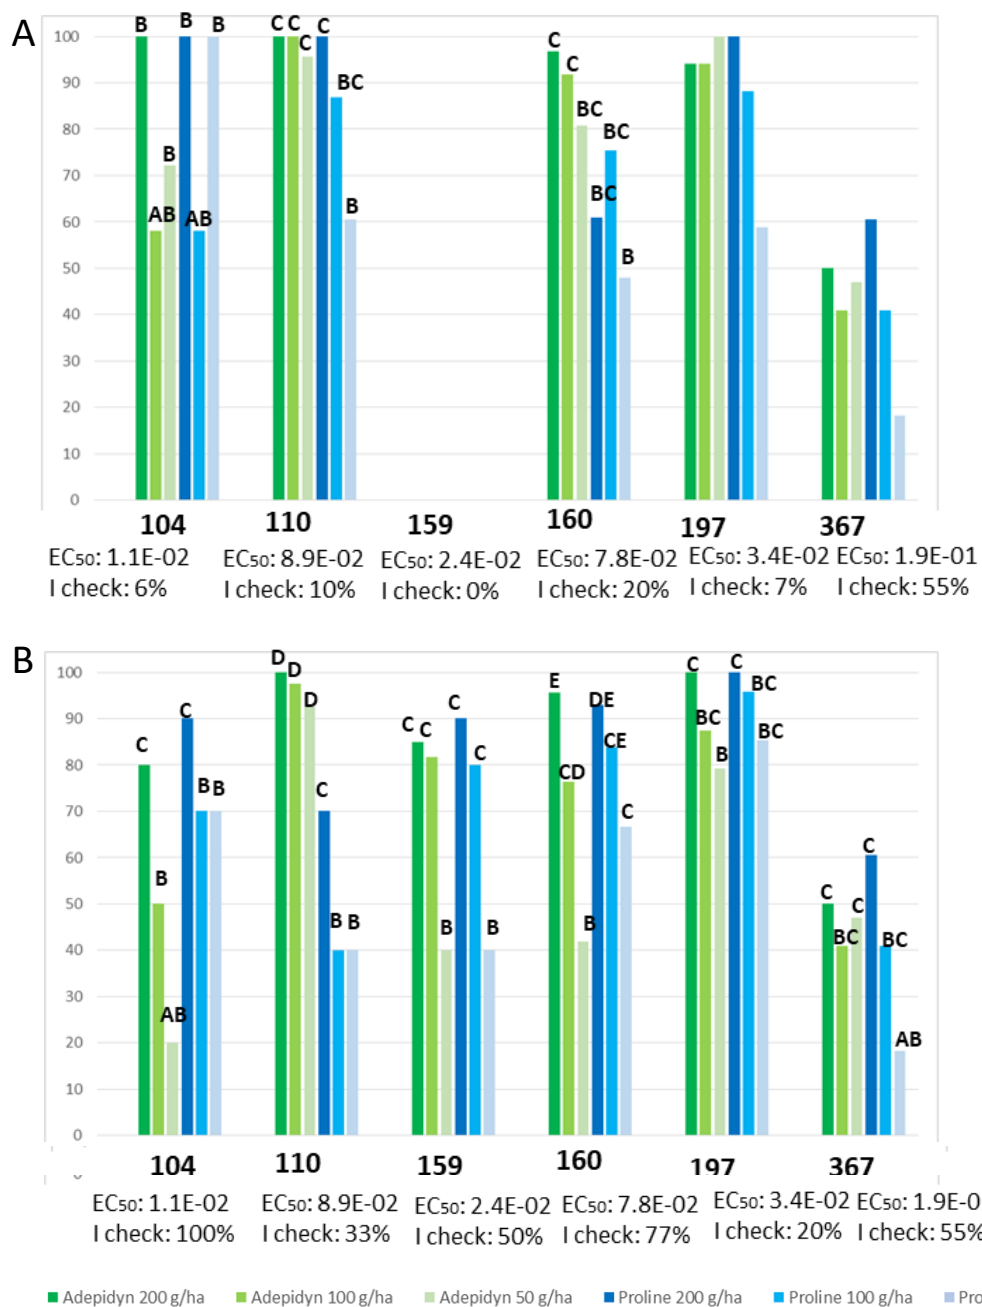 A
100
90
80
70
60
50
40
30
20
10
0
B AB B B AB B
C C C C BC B
C C BC BC BC B
104 110 159 160 197 367
EC₅₀: 1.1E-02 EC₅₀: 8.9E-02 EC₅₀: 2.4E-02 EC₅₀: 7.8E-02 EC₅₀: 3.4E-02 EC₅₀: 1.9E-01
I check: 6% I check: 10% I check: 0% I check: 20% I check: 7% I check: 55%
B
100
90
80
70
60
50
40
30
20
10
0
C B AB C B B
D D D C B B
C C B C C B
E CD B DE CE C
C BC B C BC BC
C BC C C BC AB
104 110 159 160 197 367
EC₅₀: 1.1E-02 EC₅₀: 8.9E-02 EC₅₀: 2.4E-02 EC₅₀: 7.8E-02 EC₅₀: 3.4E-02 EC₅₀: 1.9E-0
I check: 100% I check: 33% I check: 50% I check: 77% I check: 20% I check: 55%
Adepidyn 200 g/ha Adepidyn 100 g/ha Adepidyn 50 g/ha Proline 200 g/ha Proline 100 g/ha Pro